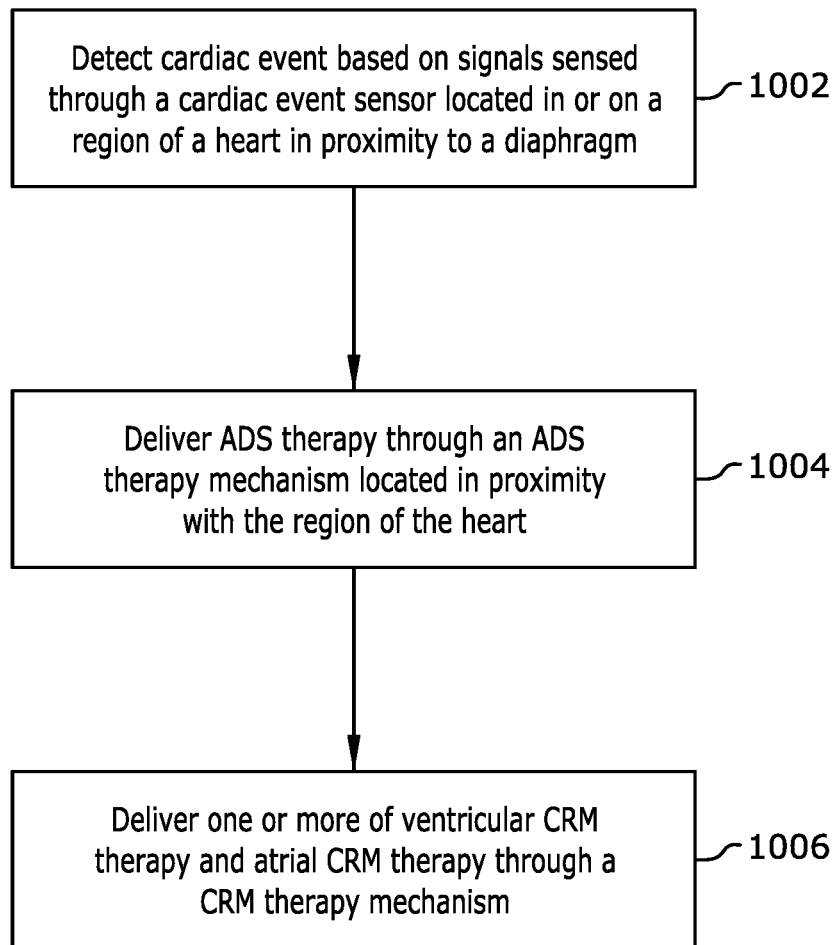 Detect cardiac event based on signals sensed
through a cardiac event sensor located in or on a
region of a heart in proximity to a diaphragm
1002
Deliver ADS therapy through an ADS
therapy mechanism located in proximity
with the region of the heart
1004
Deliver one or more of ventricular CRM
therapy and atrial CRM therapy through a
CRM therapy mechanism
1006